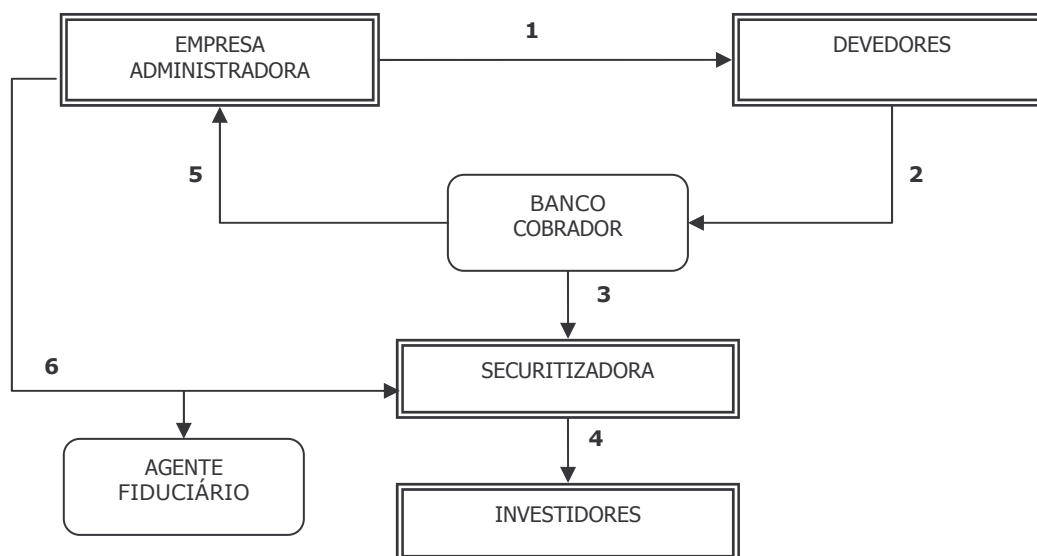 EMPRESA
ADMINISTRADORA
1
DEVEDORES
5
2
BANCO
COBRADOR
3
6
SECURITIZADORA
4
AGENTE
FIDUCIÁRIO
INVESTIDORES